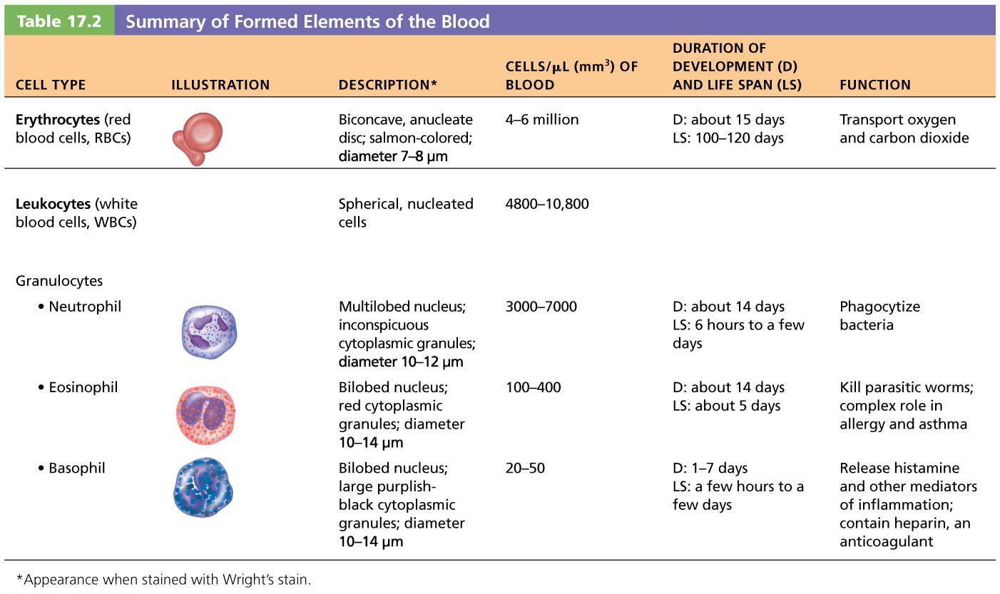 Table 17.2 Summary of Formed Elements of the Blood
CELL TYPE
ILLUSTRATION
DESCRIPTION*
CELLS/µL (mm³) OF
BLOOD
DURATION OF
DEVELOPMENT (D)
AND LIFE SPAN (LS)
FUNCTION
Erythrocytes (red
blood cells, RBCs)
Biconcave, anucleate
disc; salmon-colored;
diameter 7–8 µm
4–6 million
D: about 15 days
LS: 100–120 days
Transport oxygen
and carbon dioxide
Leukocytes (white
blood cells, WBCs)
Spherical, nucleated
cells
4800–10,800
Granulocytes
• Neutrophil
Multilobed nucleus;
inconspicuous
cytoplasmic granules;
diameter 10–12 µm
3000–7000
D: about 14 days
LS: 6 hours to a few
days
Phagocytize
bacteria
• Eosinophil
Bilobed nucleus;
red cytoplasmic
granules; diameter
10–14 µm
100–400
D: about 14 days
LS: about 5 days
Kill parasitic worms;
complex role in
allergy and asthma
• Basophil
Bilobed nucleus;
large purplish-
black cytoplasmic
granules; diameter
10–14 µm
20–50
D: 1–7 days
LS: a few hours to a
few days
Release histamine
and other mediators
of inflammation;
contain heparin, an
anticoagulant
*Appearance when stained with Wright's stain.